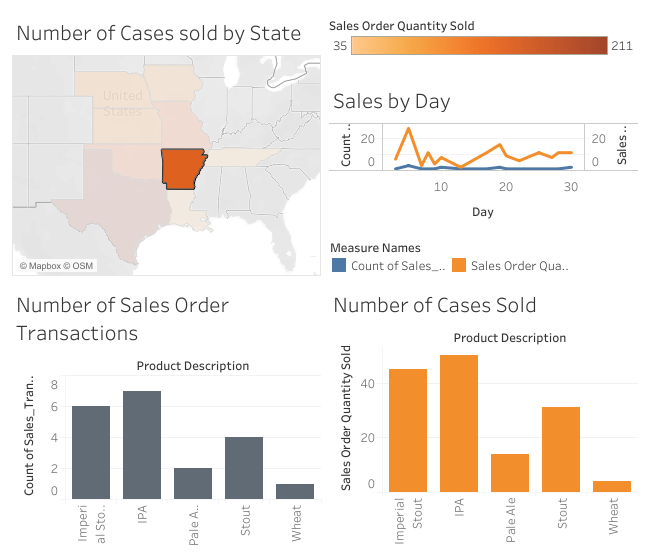 Number of Cases sold by State
Sales Order Quantity Sold
35
211
United
States
© Mapbox © OSM
Sales by Day
Count ..
20
0
20
0
Sales ..
10
20
30
Day
Measure Names
Count of Sales_..
Sales Order Qua..
Number of Sales Order
Transactions
Product Description
Count of Sales_Tran..
8
6
4
2
0
Imperi
al Sto..
IPA
Pale A..
Stout
Wheat
Number of Cases Sold
Product Description
Sales Order Quantity Sold
40
20
0
Imperial
Stout
IPA
Pale Ale
Stout
Wheat